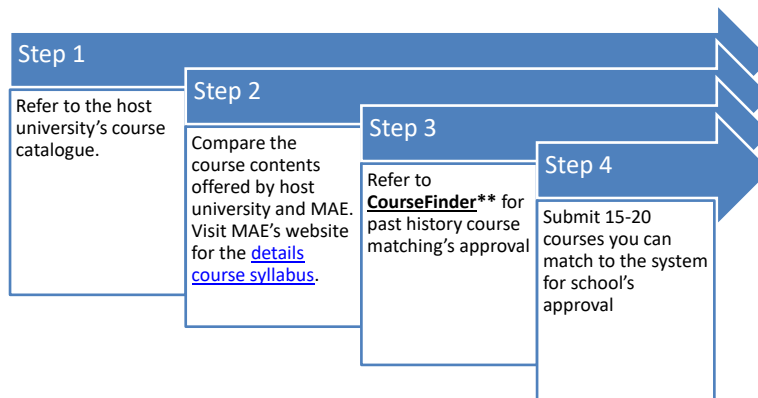 Step 1
Refer to the host
university's course
catalogue.
Step 2
Compare the
course contents
offered by host
university and MAE.
Visit MAE's website
for the details
course syllabus.
Step 3
Refer to
CourseFinder** for
past history course
matching's approval
Step 4
Submit 15-20
courses you can
match to the system
for school's
approval